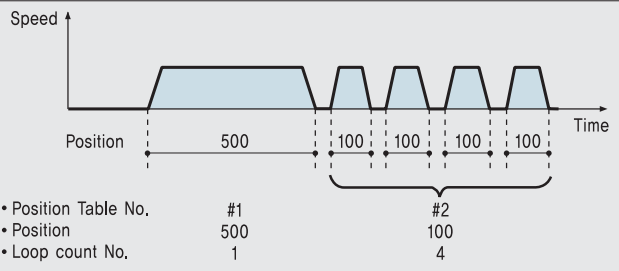 Speed
Time
Position 500 100 100 100 100
• Position Table No. #1 #2
• Position 500 100
• Loop count No. 1 4